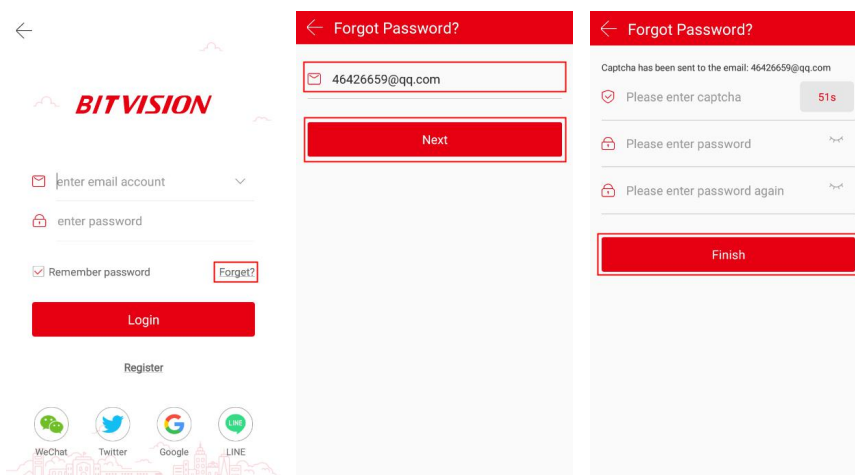 BITVISION
enter email account
enter password
Remember password
Forget?
Login
Register
WeChat
Twitter
Google
LINE
LINE
Forgot Password?
46426659@qq.com
Next
Forgot Password?
Captcha has been sent to the email: 46426659@qq.com
Please enter captcha
51s
Please enter password
Please enter password again
Finish